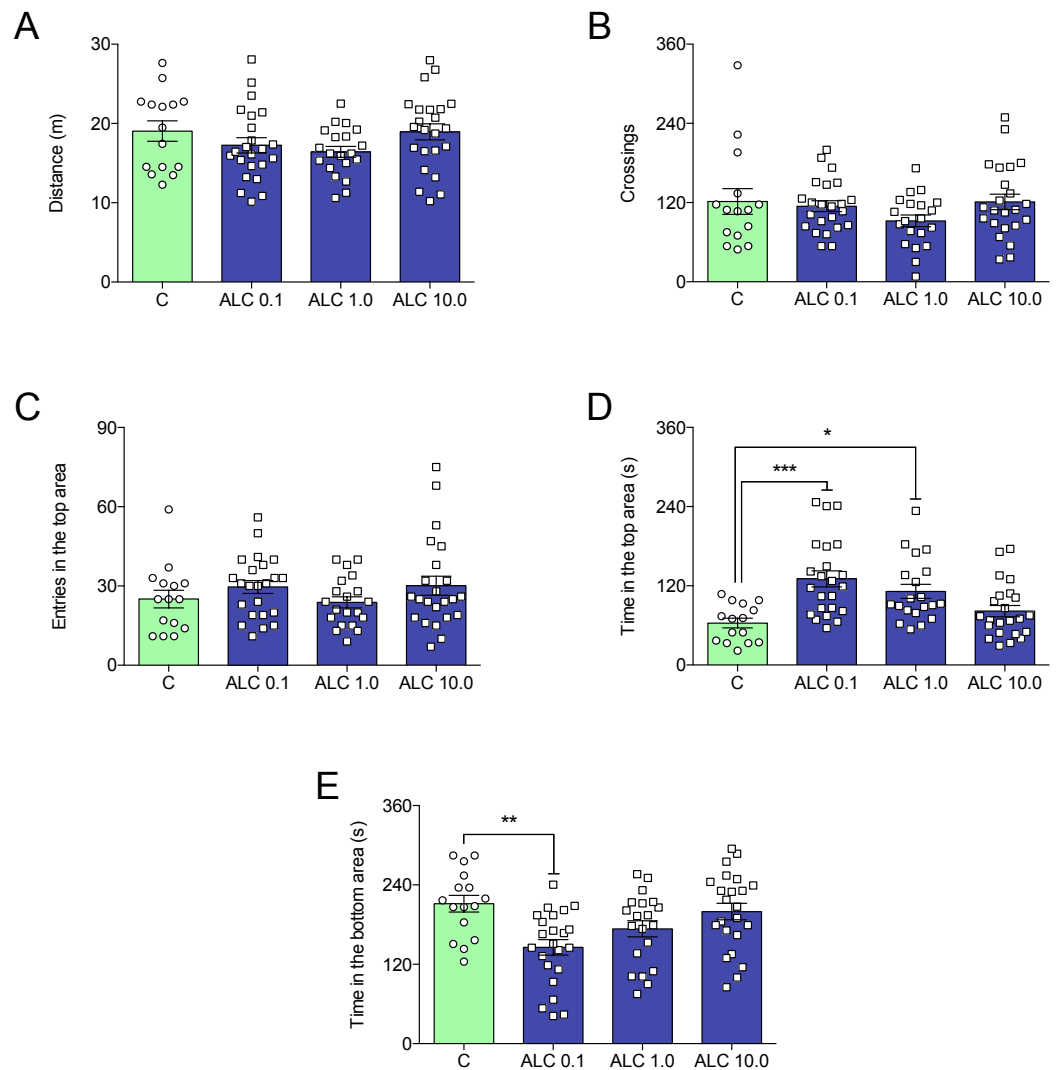 A
Distance (m)
30
20
10
0
C ALC 0.1 ALC 1.0 ALC 10.0
B
Crossings
360
240
120
0
C ALC 0.1 ALC 1.0 ALC 10.0
C
Entries in the top area
90
60
30
0
C ALC 0.1 ALC 1.0 ALC 10.0
D
Time in the top area (s)
360
240
120
0
*
***
C ALC 0.1 ALC 1.0 ALC 10.0
E
Time in the bottom area (s)
360
240
120
0
**
C ALC 0.1 ALC 1.0 ALC 10.0